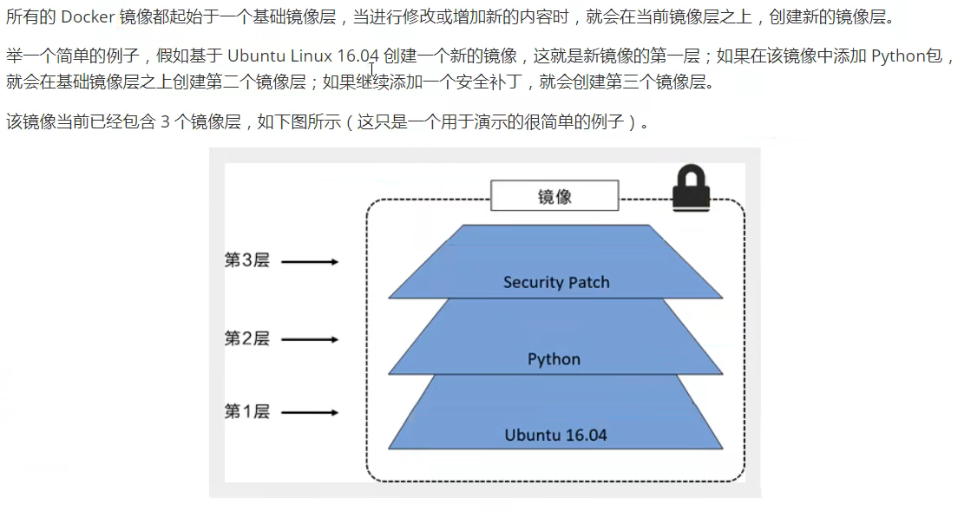 所有的 Docker 镜像都起始于一个基础镜像层，当进行修改或增加新的内容时，就会在当前镜像层之上，创建新的镜像层。
举一个简单的例子，假如基于 Ubuntu Linux 16.04 创建一个新的镜像，这就是新镜像的第一层；如果在该镜像中添加 Python包，
就会在基础镜像层之上创建第二个镜像层；如果继续添加一个安全补丁，就会创建第三个镜像层。
该镜像当前已经包含 3 个镜像层，如下图所示（这只是一个用于演示的很简单的例子）。
镜像
第3层
Security Patch
第2层
Python
第1层
Ubuntu 16.04